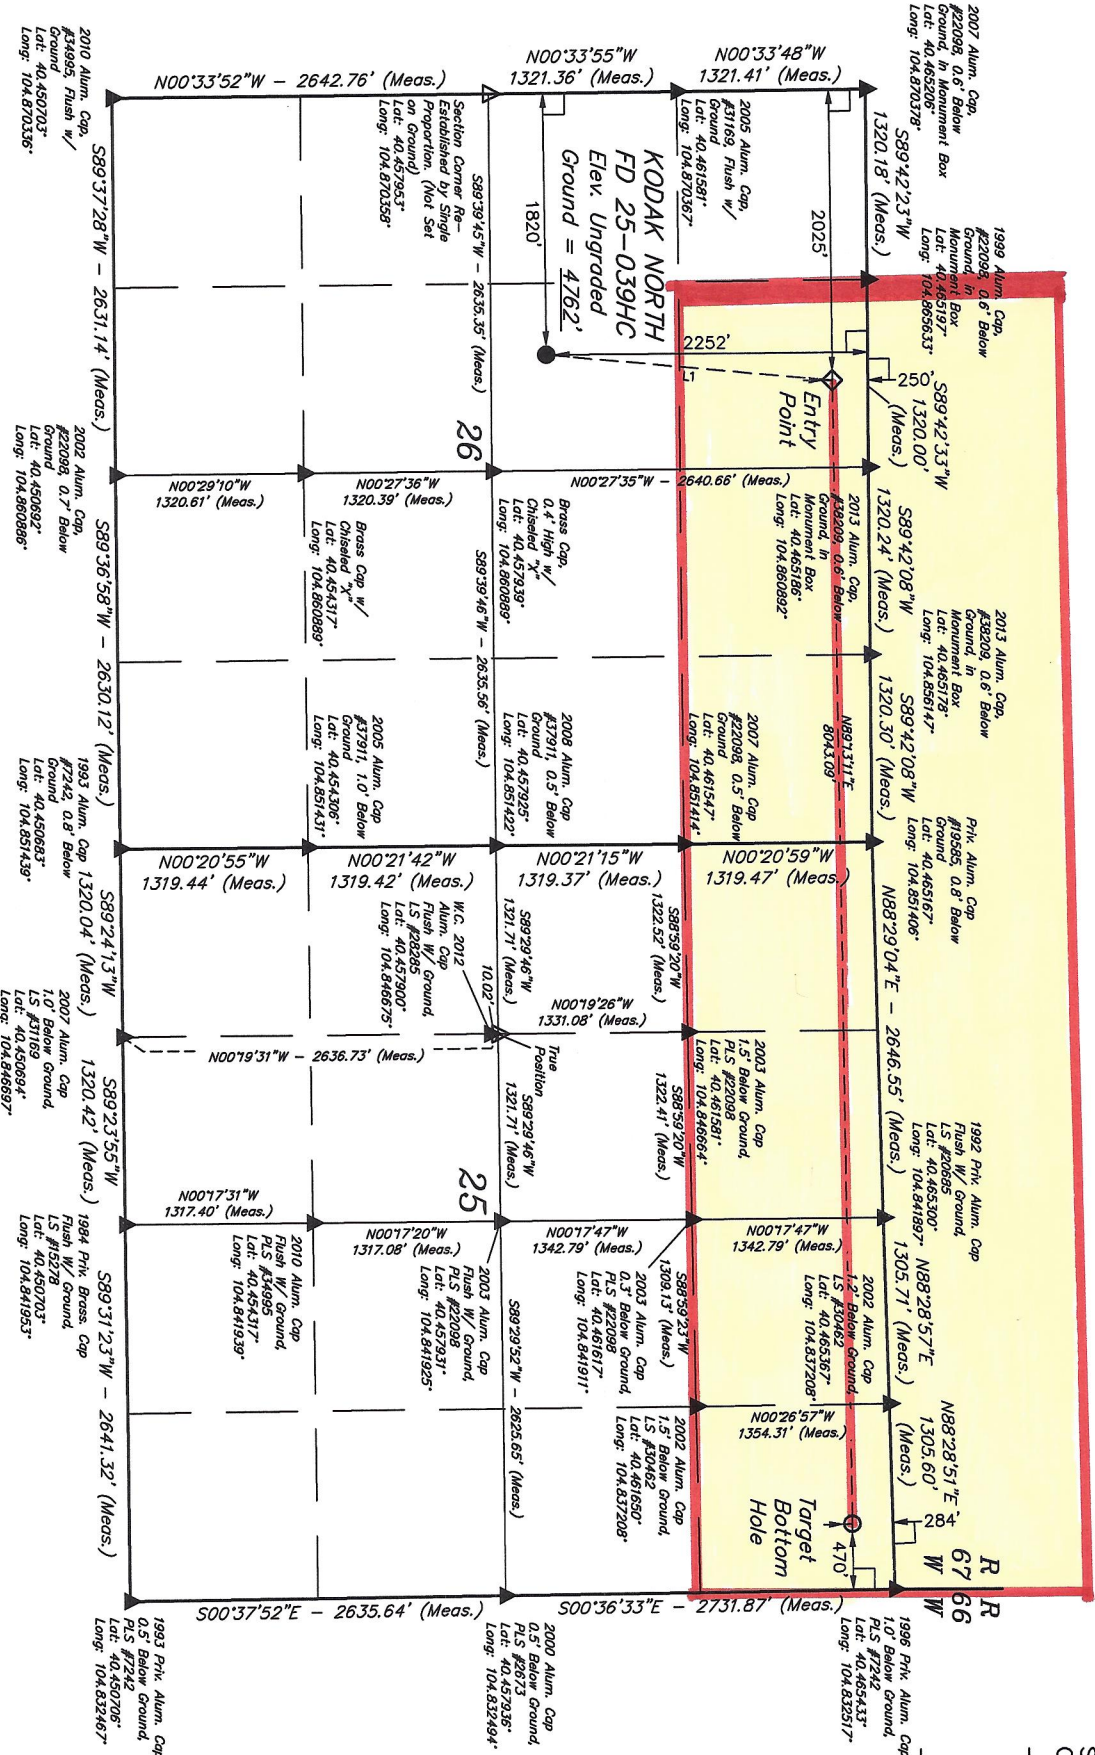 2007 Alum. Cap,
#22098, 0.6' Below
Ground, in Monument Box
Lat: 40.465206°
Long: 104.870378°
S89°42'23"W
1320.18' (Meas.)
1999 Alum. Cap,
#22098, 0.6' Below
Ground, in
Monument Box
Lat: 40.465197°
Long: 104.865633°
S89°42'33"W
1320.00'
(Meas.)
S89°42'08"W
1320.24' (Meas.)
2013 Alum. Cap,
#38209, 0.6' Below
Ground, in
Monument Box
Lat: 40.465178°
Long: 104.856147°
S89°42'08"W
1320.30' (Meas.)
Priv. Alum. Cap
#19585, 0.8' Below
Ground
Lat: 40.465167°
Long: 104.851406°
N88°29'04"E - 2646.55' (Meas.)
1992 Priv. Alum. Cap
Flush W/ Ground,
LS #20685
Lat: 40.465300°
Long: 104.841897°
N88°28'57"E
1305.71' (Meas.)
N88°28'51"E
1305.60'
(Meas.)
R R
67 66
W W
1996 Priv. Alum. Cap
1.0' Below Ground,
PLS #7242
Lat: 40.465433°
Long: 104.832517°
N00°33'48"W
1321.41' (Meas.)
2025'
250'
Entry
Point
2013 Alum. Cap,
#38209, 0.6' Below
Ground, in
Monument Box
Lat: 40.465186°
Long: 104.860892°
N89°13'11"E
8043.09'
2002 Alum. Cap
1.2' Below Ground,
LS #30462
Lat: 40.465367°
Long: 104.837208°
284'
470'
Target
Bottom
Hole
2005 Alum. Cap,
#31169, Flush w/
Ground
Lat: 40.461581°
Long: 104.870367°
2252'
L1
2007 Alum. Cap
#22098, 0.5' Below
Ground
Lat: 40.461547°
Long: 104.851414°
N00°20'59"W
1319.47' (Meas.)
2003 Alum. Cap
1.5' Below Ground,
PLS #22098
Lat: 40.461581°
Long: 104.846664°
N00°17'47"W
1342.79' (Meas.)
N00°26'57"W
1354.31' (Meas.)
KODAK NORTH
FD 25-039HC
Elev. Ungraded
Ground = 4762'
N00°33'55"W
1321.36' (Meas.)
1820'
N00°27'35"W - 2640.66' (Meas.)
S88°59'20"W
1322.52' (Meas.)
S88°59'20"W
1322.41' (Meas.)
S88°59'23"W
1309.13' (Meas.)
2002 Alum. Cap
1.5' Below Ground,
LS #30462
Lat: 40.461650°
Long: 104.837208°
2003 Alum. Cap
0.3' Below Ground,
PLS #22098
Lat: 40.461617°
Long: 104.841911°
Brass Cap,
0.4' High w/
Chiseled "X"
Lat: 40.457939°
Long: 104.860889°
2008 Alum. Cap
#37911, 0.5' Below
Ground
Lat: 40.457925°
Long: 104.851422°
N00°21'15"W
1319.37' (Meas.)
N00°19'26"W
1331.08' (Meas.)
True
Position
N00°17'47"W
1342.79' (Meas.)
S00°36'33"E - 2731.87' (Meas.)
2000 Alum. Cap
0.5' Below Ground,
PLS #2673
Lat: 40.457936°
Long: 104.832494°
S89°39'45"W - 2635.35' (Meas.)
26
S89°39'46"W - 2635.56' (Meas.)
S89°29'46"W
1321.71' (Meas.)
10.02'
S89°29'46"W
1321.71' (Meas.)
25
S89°29'52"W - 2625.65' (Meas.)
Section Corner Re-
Established by Single
Proportion. (Not Set
on Ground)
Lat: 40.457953°
Long: 104.870358°
W.C. 2012
Alum. Cap
Flush W/ Ground,
LS #28285
Lat: 40.457900°
Long: 104.846675°
2003 Alum. Cap
Flush W/ Ground,
PLS #22098
Lat: 40.457931°
Long: 104.841925°
N00°33'52"W - 2642.76' (Meas.)
N00°27'36"W
1320.39' (Meas.)
Brass Cap w/
Chiseled "X"
Lat: 40.454317°
Long: 104.860889°
2005 Alum. Cap
#37911, 1.0' Below
Ground
Lat: 40.454306°
Long: 104.851431°
N00°21'42"W
1319.42' (Meas.)
N00°17'20"W
1317.08' (Meas.)
2010 Alum. Cap
Flush W/ Ground,
PLS #34995
Lat: 40.454317°
Long: 104.841939°
N00°29'10"W
1320.61' (Meas.)
N00°20'55"W
1319.44' (Meas.)
N00°19'31"W - 2636.73' (Meas.)
N00°17'31"W
1317.40' (Meas.)
S00°37'52"E - 2635.64' (Meas.)
2010 Alum. Cap,
#34995, Flush w/
Ground
Lat: 40.450703°
Long: 104.870336°
S89°37'28"W - 2631.14' (Meas.)
2002 Alum. Cap,
#22098, 0.7' Below
Ground
Lat: 40.450692°
Long: 104.860886°
S89°36'58"W - 2630.12' (Meas.)
1993 Alum. Cap
#7242, 0.8' Below
Ground
Lat: 40.450683°
Long: 104.851439°
S89°24'13"W
1320.04' (Meas.)
2007 Alum. Cap
1.0' Below Ground,
LS #31169
Lat: 40.450694°
Long: 104.846697°
S89°23'55"W
1320.42' (Meas.)
1984 Priv. Brass. Cap
Flush W/ Ground,
LS #15278
Lat: 40.450703°
Long: 104.841953°
S89°31'23"W - 2641.32' (Meas.)
1993 Priv. Alum. Cap
0.5' Below Ground,
PLS #7242
Lat: 40.450706°
Long: 104.832467°